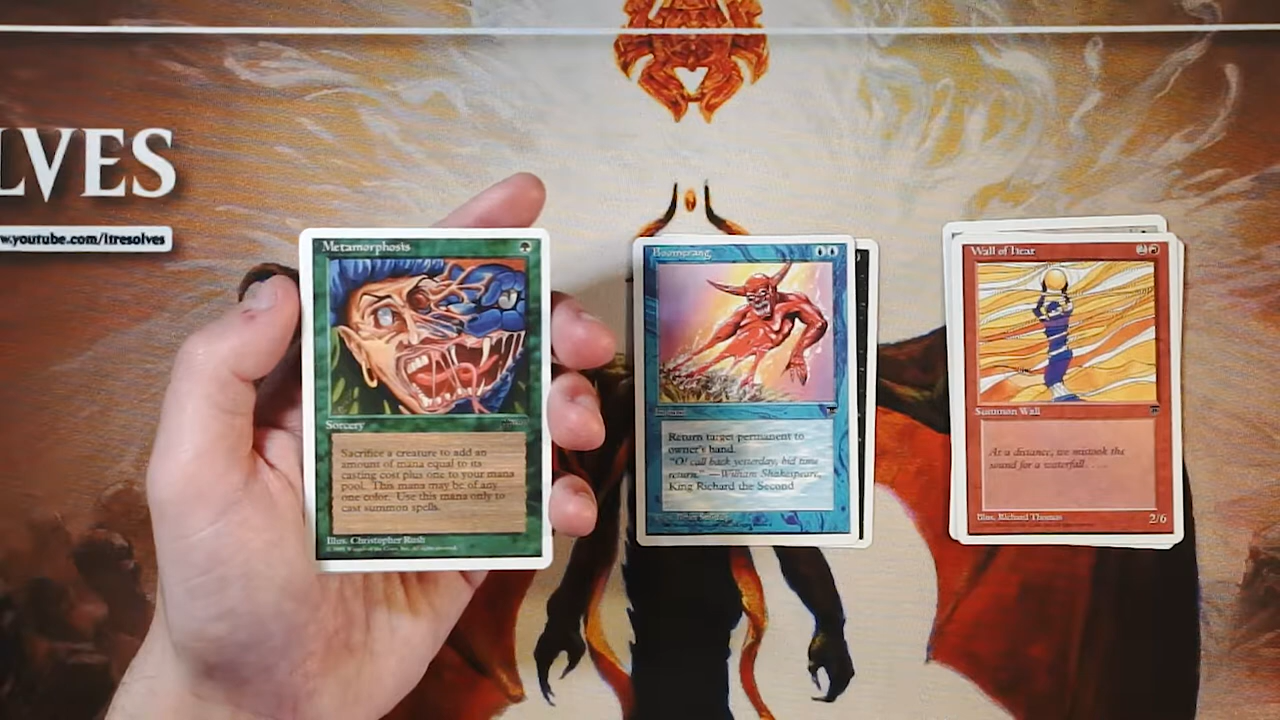 LVES
w.youtube.com/ltresolves
Metamorphosis
Sorcery
Sacrifice a creature to add an
amount of mana equal to its
casting cost plus one to your mana
pool. This mana may be of any
one color. Use this mana only to
cast summon spells.
Illus. Christopher Rush
Boomerang
Return target permanent to
owner's hand.
"O! call back yesterday, bid time
return." —William Shakespeare,
King Richard the Second
Wall of Heat
Summon Wall
At a distance, we mistook the
sound for a waterfall . . . .
Illus. Richard Thomas
2/6